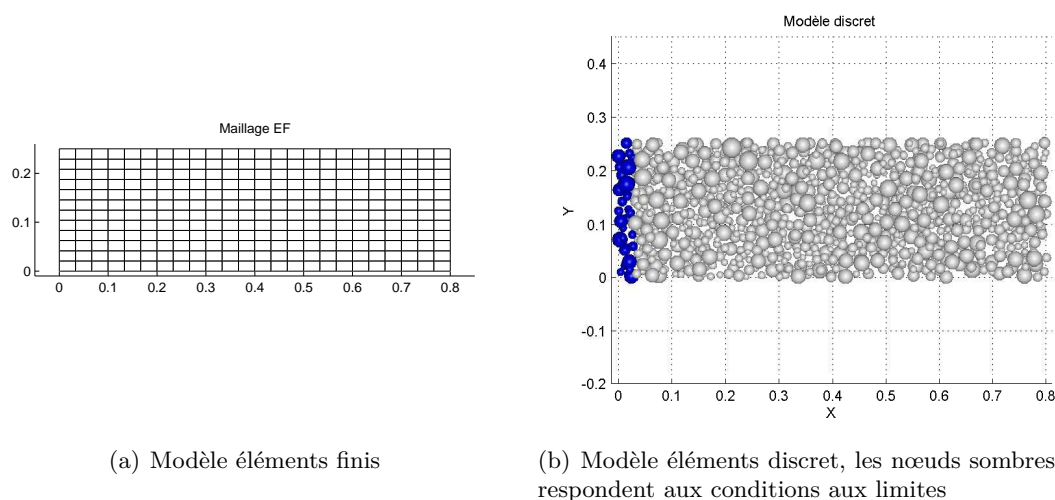 Maillage EF
0.2
0.1
0
0 0.1 0.2 0.3 0.4 0.5 0.6 0.7 0.8
(a) Modèle éléments finis
Modèle discret
0.4
0.3
0.2
0.1
0
-0.1
-0.2
0 0.1 0.2 0.3 0.4 0.5 0.6 0.7 0.8
Y
X
(b) Modèle éléments discret, les nœuds sombres
respondent aux conditions aux limites